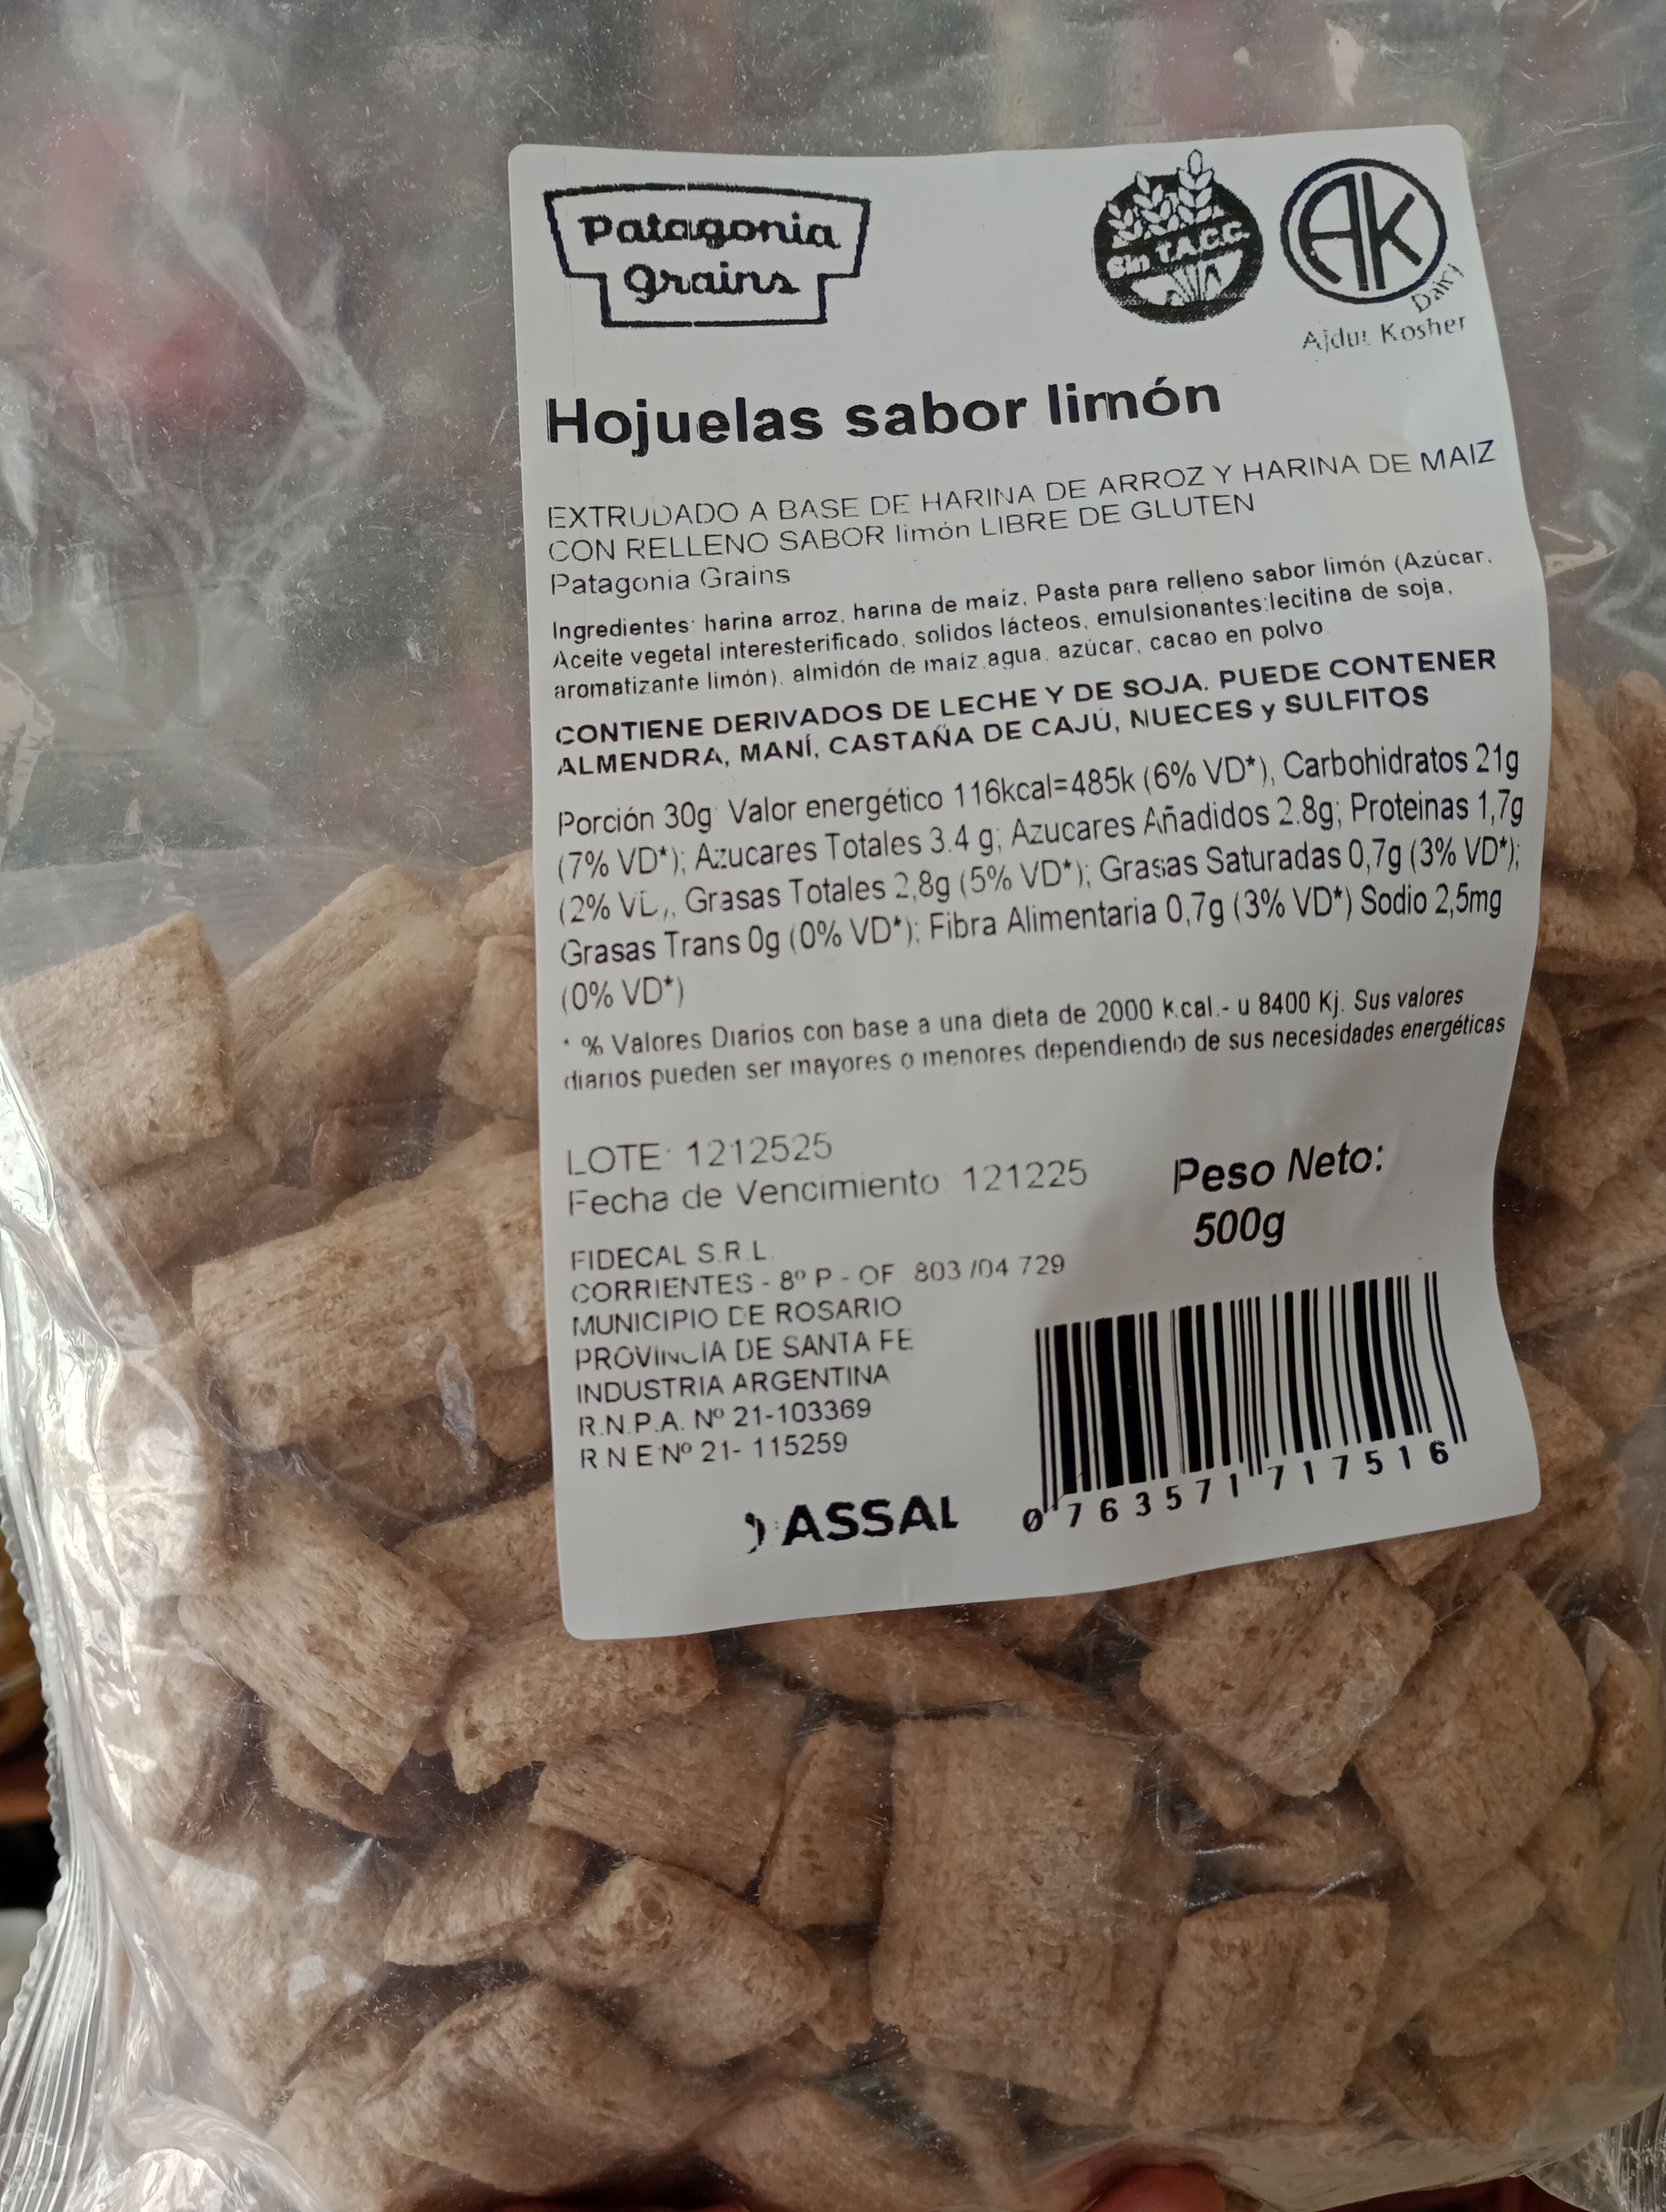 Patagonia
grains
Sin T.A.C.C.
AK
Dairy
Ajdut Kosher
Hojuelas sabor limón
EXTRUDADO A BASE DE HARINA DE ARROZ Y HARINA DE MAIZ
CON RELLENO SABOR limón LIBRE DE GLUTEN
Patagonia Grains
Ingredientes: harina arroz, harina de maíz, Pasta para relleno sabor limón (Azúcar,
Aceite vegetal interesterificado, solidos lácteos, emulsionantes:lecitina de soja,
aromatizante limón), almidón de maíz,agua, azúcar, cacao en polvo
CONTIENE DERIVADOS DE LECHE Y DE SOJA. PUEDE CONTENER
ALMENDRA, MANÍ, CASTAÑA DE CAJÚ, NUECES y SULFITOS
Porción 30g Valor energético 116kcal=485k (6% VD*), Carbohidratos 21g
(7% VD*); Azucares Totales 3.4 g; Azucares Añadidos 2.8g; Proteinas 1,7g
(2% Grasas Totales 2,8g (5% VD*); Grasas Saturadas 0,7g (3% VD*);
Grasas Trans 0g (0% VD*); Fibra Alimentaria 0,7g (3% VD*) Sodio 2,5mg
(0% VD*)
* % Valores Diarios con base a una dieta de 2000 k.cal.- u 8400 Kj. Sus valores
diarios pueden ser mayores o menores dependiendo de sus necesidades energéticas
LOTE: 1212525
Fecha de Vencimiento 121225
Peso Neto:
500g
FIDECAL S.R.L.
CORRIENTES - 8º P - OF 803 /04 729
MUNICIPIO DE ROSARIO
PROVINCIA DE SANTA FE
INDUSTRIA ARGENTINA
R.N.P.A. Nº 21-103369
R.N.E Nº 21- 115259
ASSAL
0 763571 717516